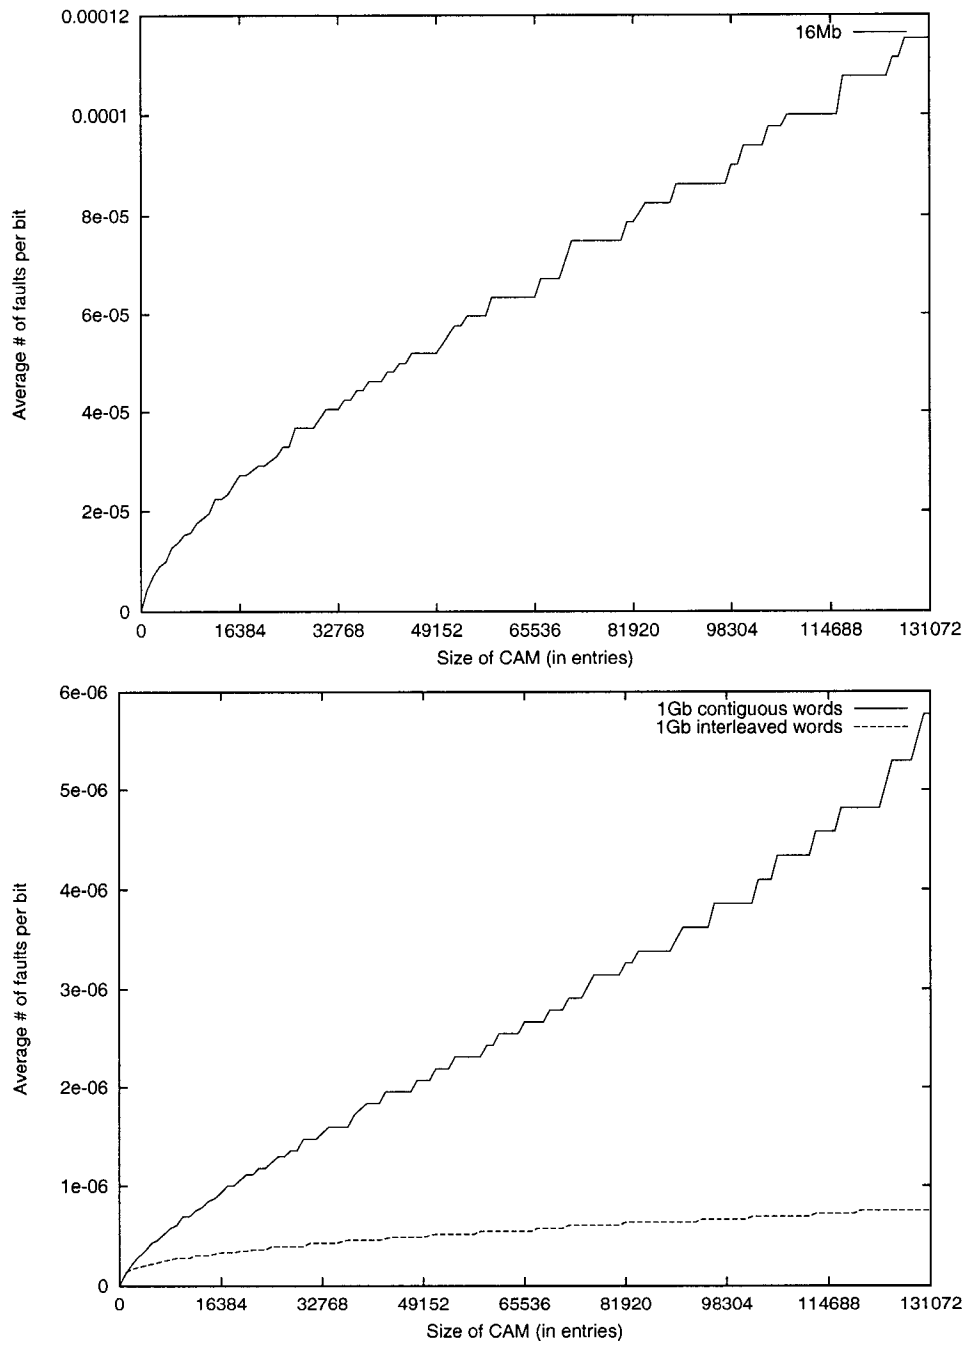 0.00012
16Mb
0.0001
8e-05
6e-05
4e-05
2e-05
0
Average # of faults per bit
0 16384 32768 49152 65536 81920 98304 114688 131072
Size of CAM (in entries)
6e-06
1Gb contiguous words
1Gb interleaved words
5e-06
4e-06
3e-06
2e-06
1e-06
0
Average # of faults per bit
0 16384 32768 49152 65536 81920 98304 114688 131072
Size of CAM (in entries)